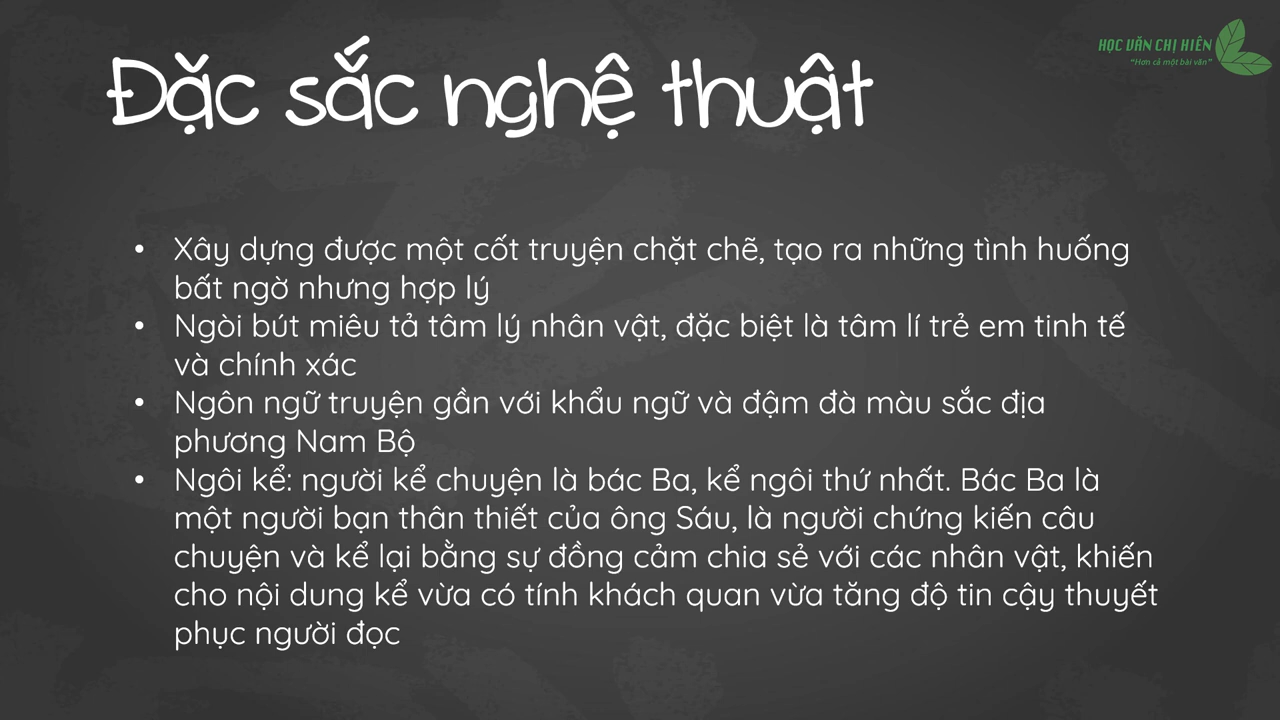 HỌC VĂN CHỊ HIÊN
"Hơn cả một bài văn"
Đặc sắc nghệ thuật
• Xây dựng được một cốt truyện chặt chẽ, tạo ra những tình huống
bất ngờ nhưng hợp lý
• Ngòi bút miêu tả tâm lý nhân vật, đặc biệt là tâm lí trẻ em tinh tế
và chính xác
• Ngôn ngữ truyện gần với khẩu ngữ và đậm đà màu sắc địa
phương Nam Bộ
• Ngôi kể: người kể chuyện là bác Ba, kể ngôi thứ nhất. Bác Ba là
một người bạn thân thiết của ông Sáu, là người chứng kiến câu
chuyện và kể lại bằng sự đồng cảm chia sẻ với các nhân vật, khiến
cho nội dung kể vừa có tính khách quan vừa tăng độ tin cậy thuyết
phục người đọc